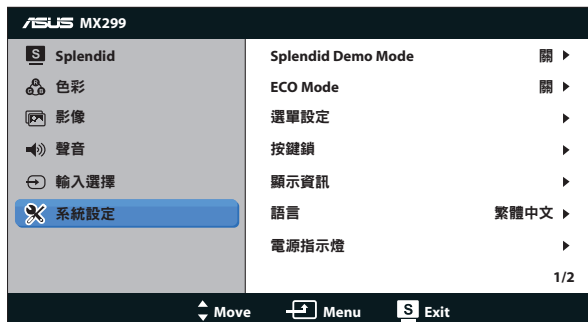 ASUS MX299
S Splendid
色彩
影像
聲音
輸入選擇
系統設定
Splendid Demo Mode 關
ECO Mode 關
選單設定
按鍵鎖
顯示資訊
語言 繁體中文
電源指示燈
1/2
Move Menu S Exit